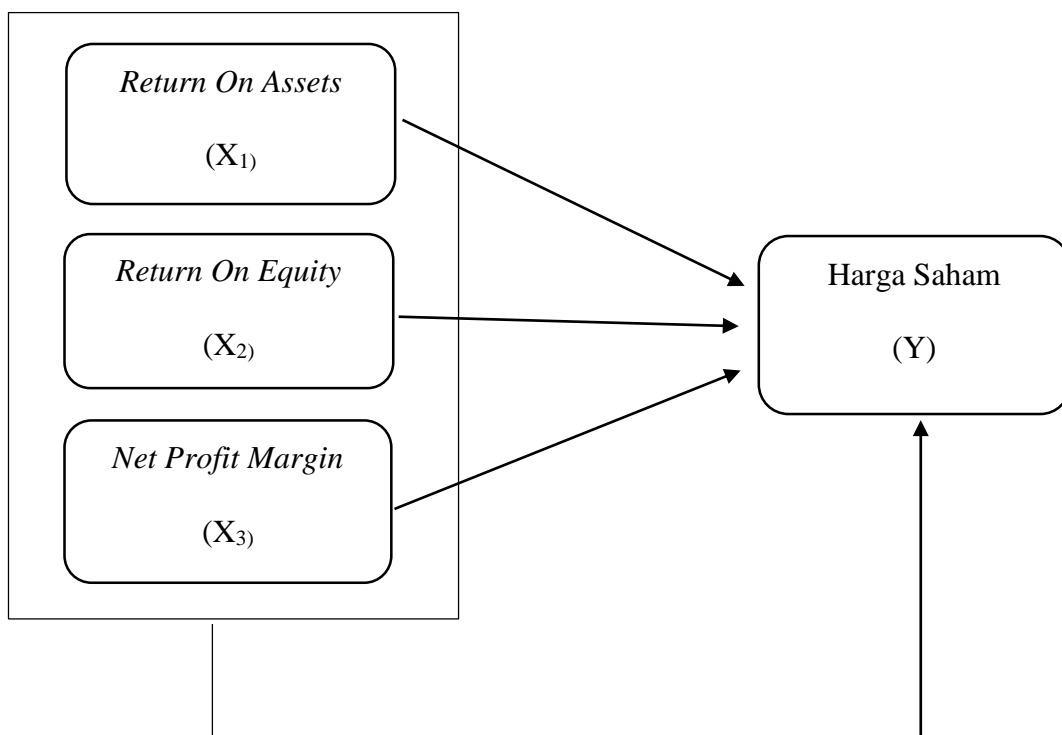 Return On Assets
(X1)
Return On Equity
(X2)
Net Profit Margin
(X3)
Harga Saham
(Y)